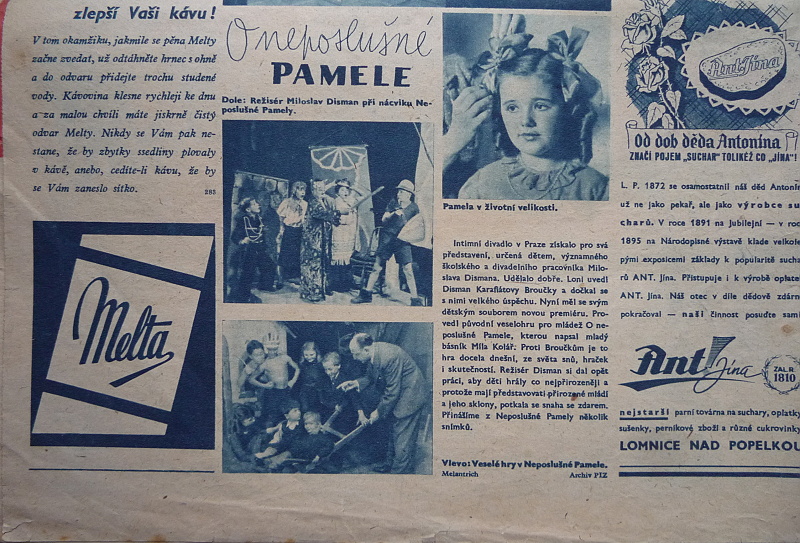 zlepší Vaši kávu!
V tom okamžiku, jakmile se pěna Melty
začne zvedat, už odtáhněte hrnec s ohně
a do odvaru přidejte trochu studené
vody. Kávovina klesne rychleji ke dnu
a za malou chvíli máte jiskrně čistý
odvar Melty. Nikdy se Vám pak ne-
stane, že by zbytky ssedliny plovaly
v kávě, anebo, cedíte-li kávu, že by
se Vám zaneslo sítko.
283
Melta
O neposlušné
PAMELE
Dole: Režisér Miloslav Disman při nácviku Ne-
poslušné Pamely.
Pamela v životní velikosti.
Intimní divadlo v Praze získalo pro svá
představení, určená dětem, významného
školského a divadelního pracovníka Milo-
slava Dismana. Udělalo dobře. Loni uvedl
Disman Karafiátovy Broučky a dočkal se
s nimi velkého úspěchu. Nyní měl se svým
dětským souborem novou premiéru. Pro-
vedl původní veselohru pro mládež O ne-
poslušné Pamele, kterou napsal mladý
básník Míla Kolář. Proti Broučkům je to
hra docela dnešní, ze světa snů, hraček
i skutečností. Režisér Disman si dal opět
práci, aby děti hrály co nejpřirozeněji a
protože mají představovati přirozené mládí
a jeho sklony, potkala se snaha se zdarem.
Přinášíme z Neposlušné Pamely několik
snímků.
Vlevo: Veselé hry v Neposlušné Pamele.
Melantrich Archiv PTZ
Ant. Jína
Od dob děda Antonína
ZNAČÍ POJEM „SUCHAR" TOLIKÉŽ CO „JÍNA"!
L. P. 1872 se osamostatnil náš děd Antonín
už ne jako pekař, ale jako výrobce su
charů. V roce 1891 na Jubilejní — v roce
1895 na Národopisné výstavě klade velkole
pými exposicemi základy k popularitě sucha
rů ANT. Jína. Přistupuje i k výrobě oplatek
ANT. Jína. Náš otec v díle dědově zdárně
pokračoval — naši činnost posuďte sami
Ant. Jína
ZAL. R.
1810
nejstarší parní továrna na suchary, oplatky
sušenky, perníkové zboží a různé cukrovinky
LOMNICE NAD POPELKOU